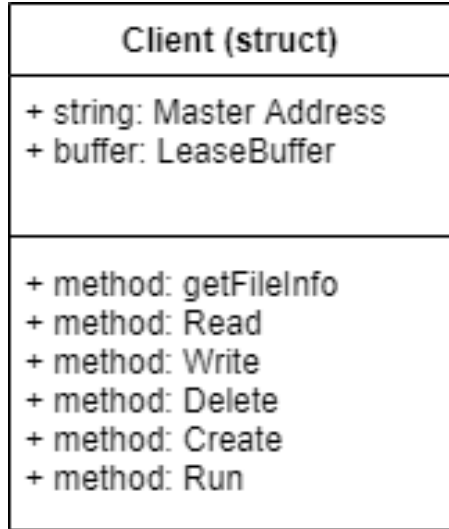 Client (struct)
+ string: Master Address
+ buffer: LeaseBuffer
+ method: getFileInfo
+ method: Read
+ method: Write
+ method: Delete
+ method: Create
+ method: Run